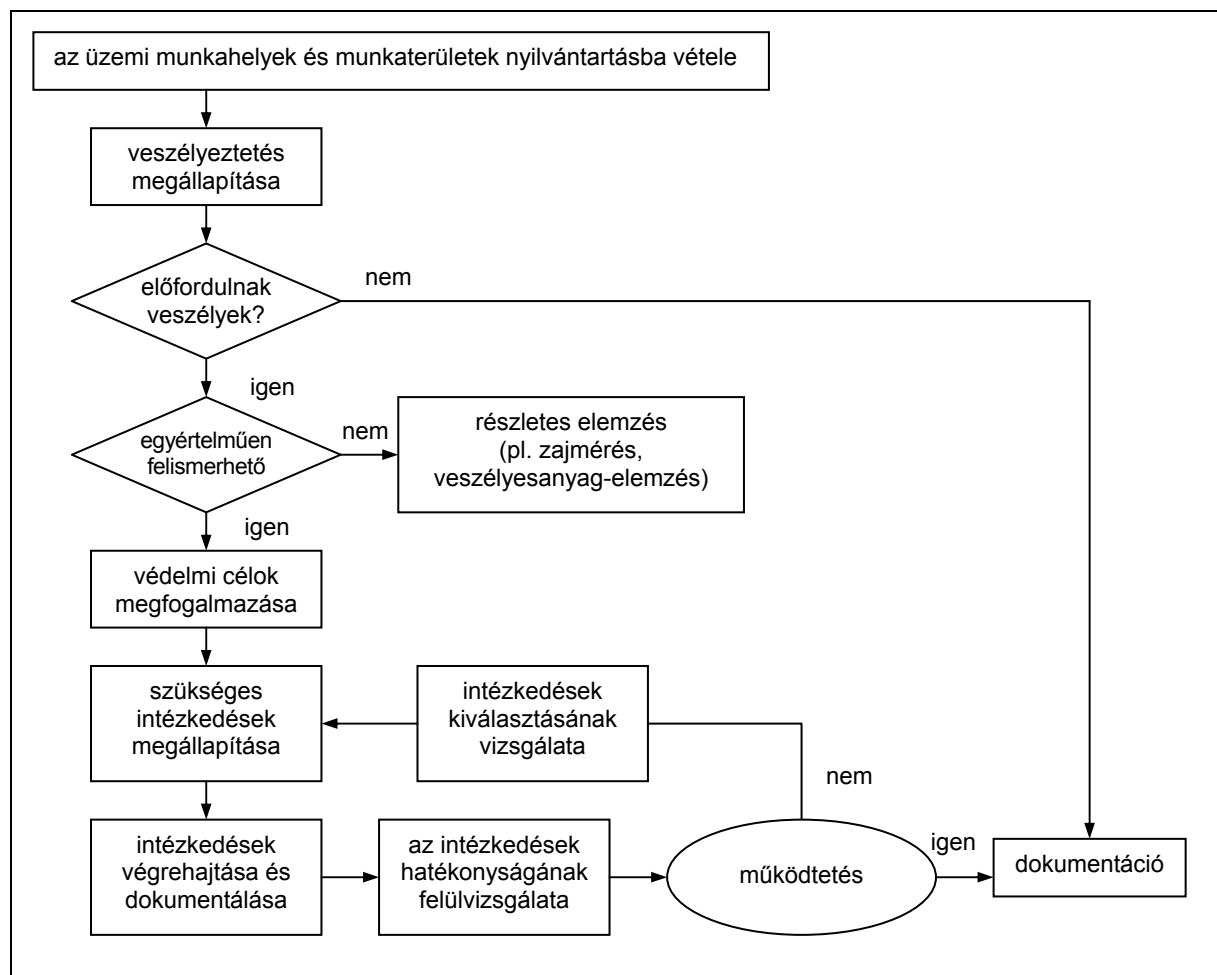 az üzemi munkahelyek és munkaterületek nyilvántartásba vétele
veszélyeztetés
megállapítása
előfordulnak
veszélyek?
nem
igen
egyértelműen
felismerhető
nem
részletes elemzés
(pl. zajmérés,
veszélyesanyag-elemzés)
igen
védelmi célok
megfogalmazása
szükséges
intézkedések
megállapítása
intézkedések
kiválasztásának
vizsgálata
nem
intézkedések
végrehajtása és
dokumentálása
az intézkedések
hatékonyságának
felülvizsgálata
működtetés
igen
dokumentáció